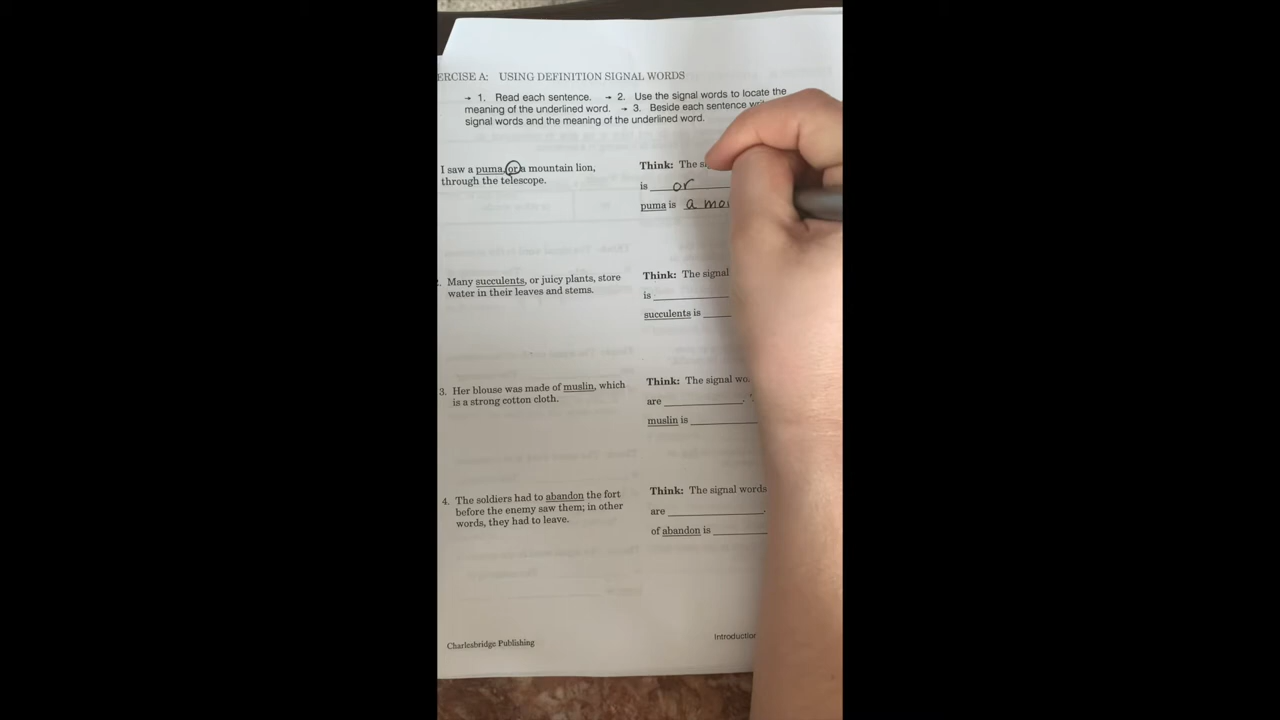 ERCISE A: USING DEFINITION SIGNAL WORDS
→ 1. Read each sentence. → 2. Use the signal words to locate the
meaning of the underlined word. → 3. Beside each sentence
signal words and the meaning of the underlined word.
I saw a puma, or a mountain lion,
through the telescope.
Think: The
is or
puma is a
2. Many succulents, or juicy plants, store
water in their leaves and stems.
Think: The signal
is
succulents is
3. Her blouse was made of muslin, which
is a strong cotton cloth.
Think: The signal
are
muslin is
4. The soldiers had to abandon the fort
before the enemy saw them; in other
words, they had to leave.
Think: The signal words
are
of abandon is
Charlesbridge Publishing
Introduction